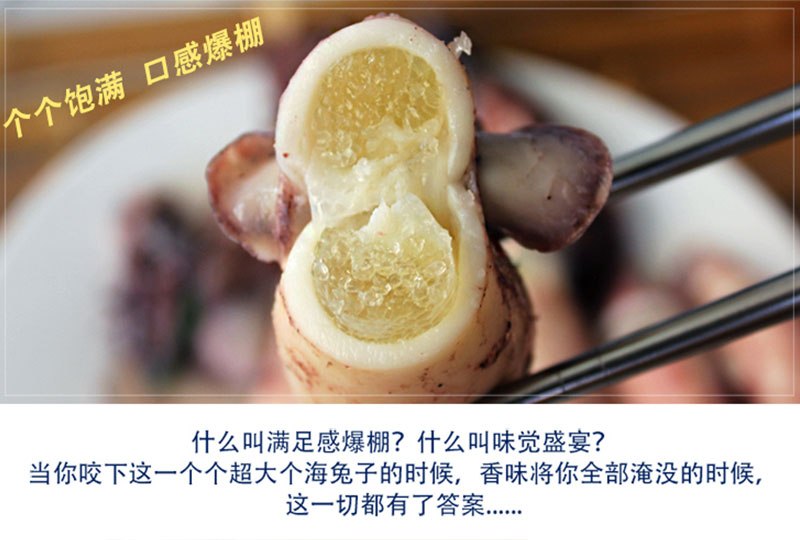 个个饱满 口感爆棚
什么叫满足感爆棚？什么叫味觉盛宴？
当你咬下这一个个超大个海兔子的时候，香味将你全部淹没的时候，
这一切都有了答案......